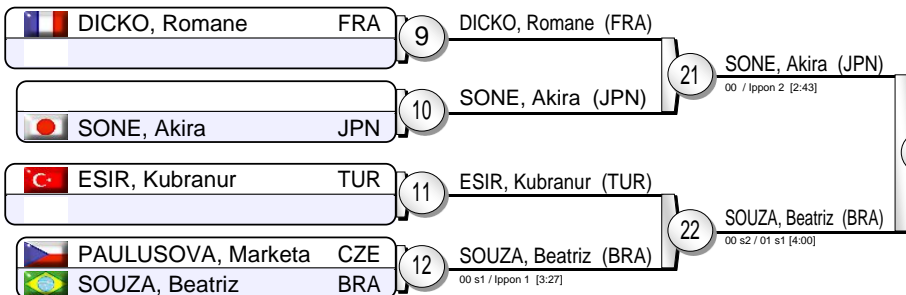 DICKO, Romane FRA
9
DICKO, Romane (FRA)
21
SONE, Akira (JPN)
00 / Ippon 2 [2:43]
10
SONE, Akira (JPN)
SONE, Akira JPN
ESIR, Kubranur TUR
11
ESIR, Kubranur (TUR)
22
SOUZA, Beatriz (BRA)
00 s2 / 01 s1 [4:00]
PAULUSOVA, Marketa CZE
12
SOUZA, Beatriz (BRA)
00 s1 / Ippon 1 [3:27]
SOUZA, Beatriz BRA